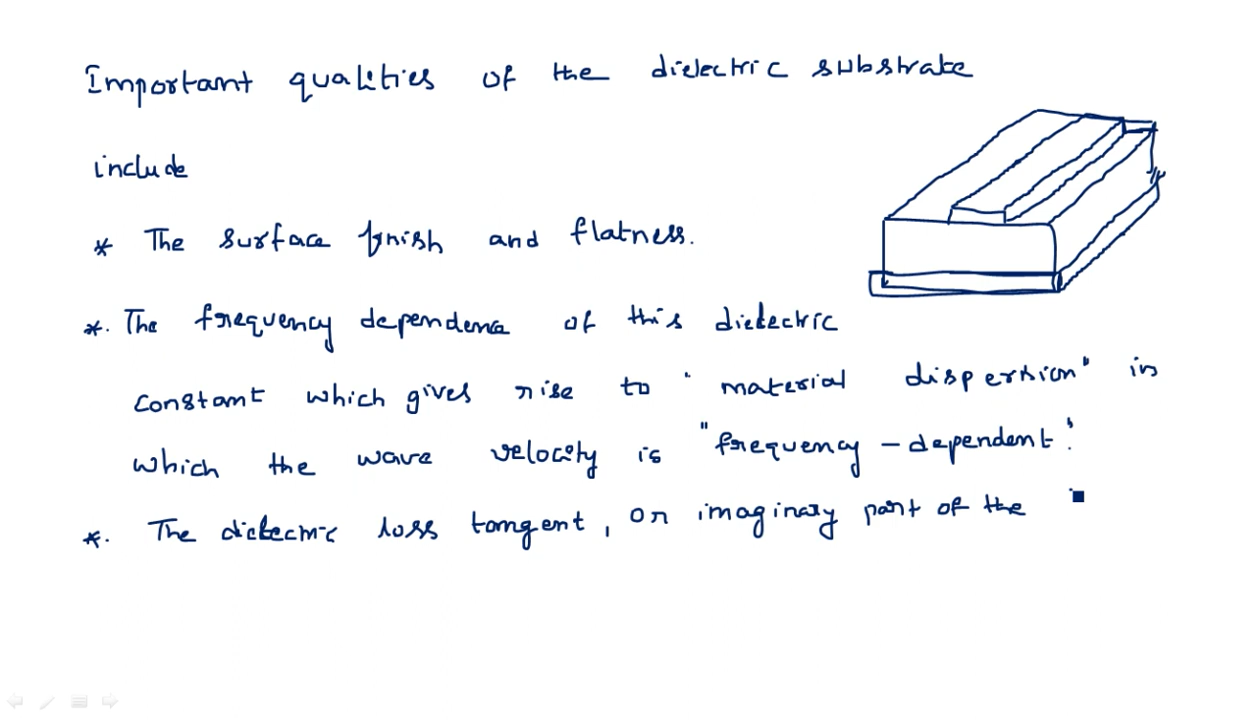 Important qualities of the dielectric substrate
include
* The surface finish and flatness.
*. The frequency dependence of this dielectric
constant which gives rise to " material dispersion" in
which the wave velocity is "frequency - dependent".
*. The dielectric loss tangent, or imaginary part of the